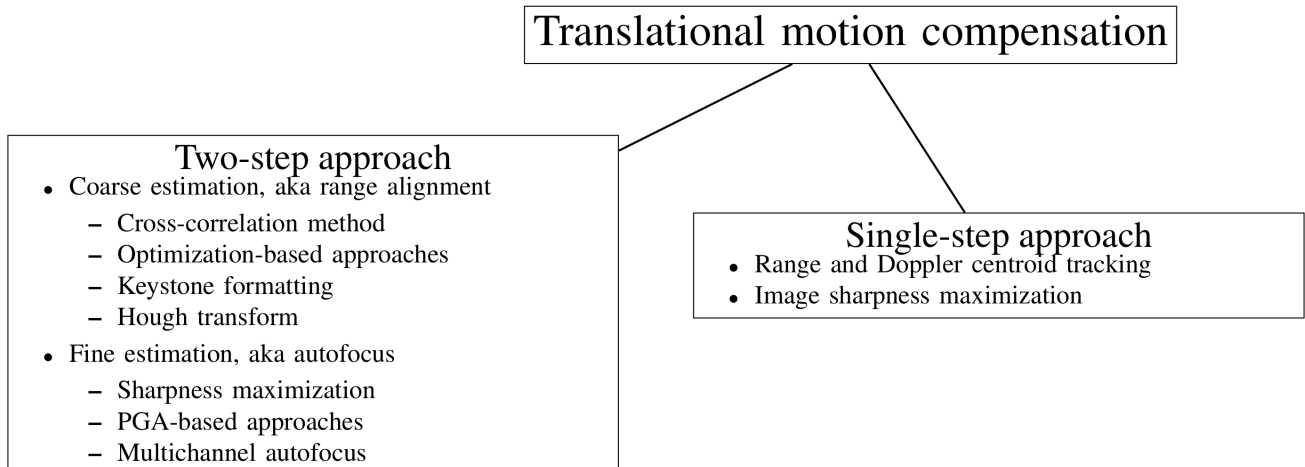 Translational motion compensation
Two-step approach
• Coarse estimation, aka range alignment
– Cross-correlation method
– Optimization-based approaches
– Keystone formatting
– Hough transform
• Fine estimation, aka autofocus
– Sharpness maximization
– PGA-based approaches
– Multichannel autofocus
Single-step approach
• Range and Doppler centroid tracking
• Image sharpness maximization